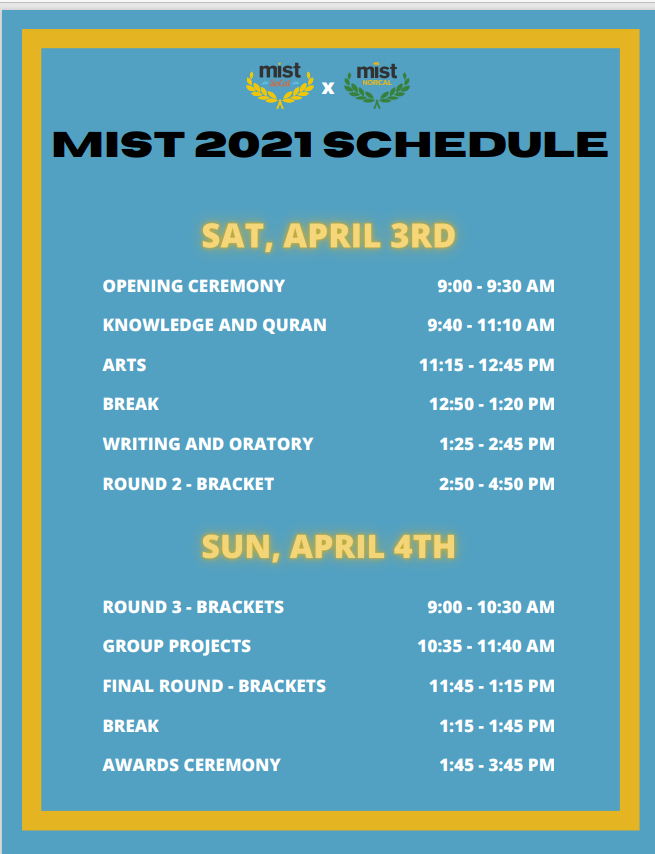 mist
x
mist
NORCAL
MIST 2021 SCHEDULE
SAT, APRIL 3RD
OPENING CEREMONY 9:00 - 9:30 AM
KNOWLEDGE AND QURAN 9:40 - 11:10 AM
ARTS 11:15 - 12:45 PM
BREAK 12:50 - 1:20 PM
WRITING AND ORATORY 1:25 - 2:45 PM
ROUND 2 - BRACKET 2:50 - 4:50 PM
SUN, APRIL 4TH
ROUND 3 - BRACKETS 9:00 - 10:30 AM
GROUP PROJECTS 10:35 - 11:40 AM
FINAL ROUND - BRACKETS 11:45 - 1:15 PM
BREAK 1:15 - 1:45 PM
AWARDS CEREMONY 1:45 - 3:45 PM